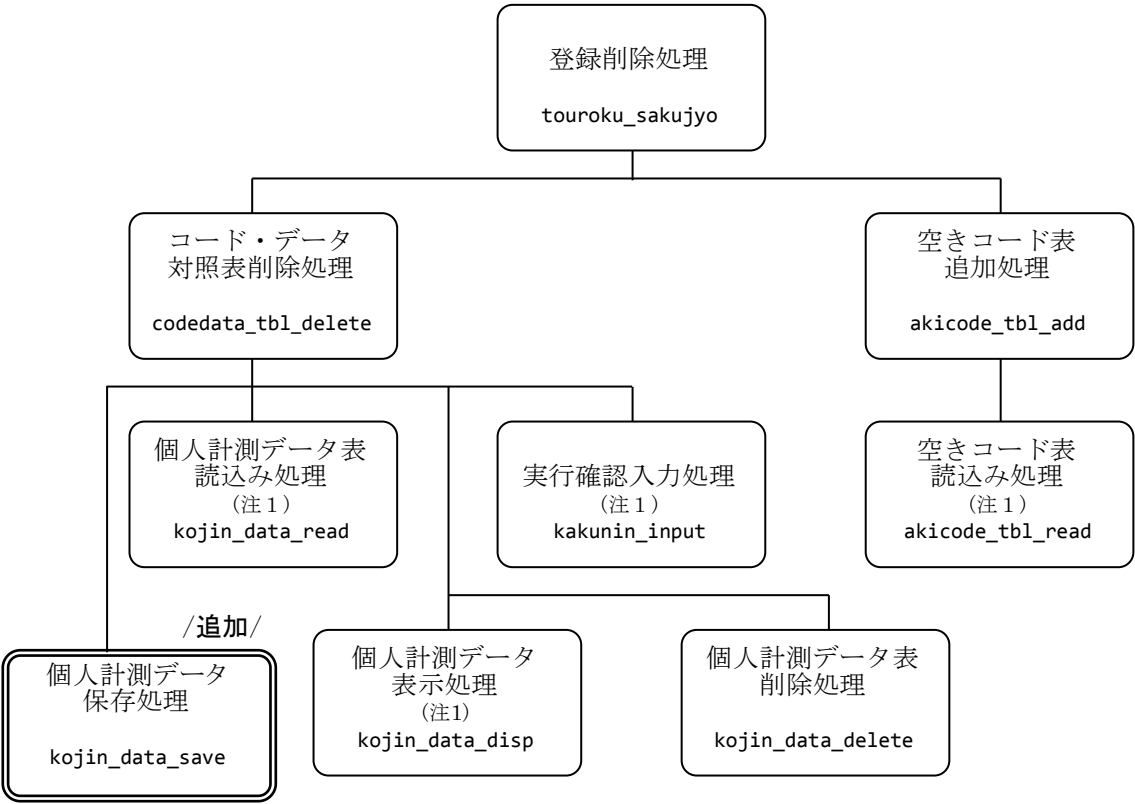 登録削除処理
touroku_sakujyo
コード・データ
対照表削除処理
codedata_tbl_delete
空きコード表
追加処理
akicode_tbl_add
個人計測データ表
読込み処理
(注１)
kojin_data_read
実行確認入力処理
(注１)
kakunin_input
空きコード表
読込み処理
(注１)
akicode_tbl_read
/追加/
個人計測データ
保存処理
kojin_data_save
個人計測データ
表示処理
(注1)
kojin_data_disp
個人計測データ表
削除処理
kojin_data_delete